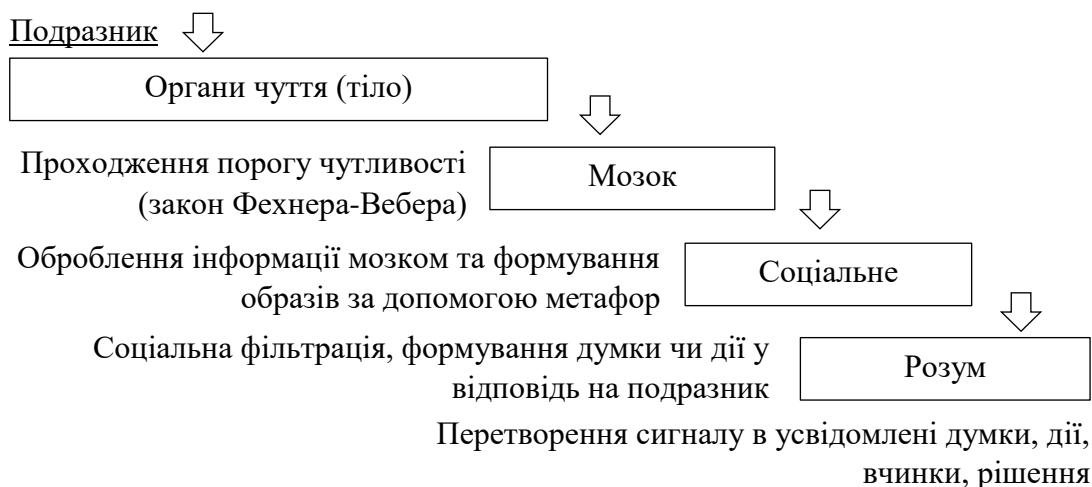 Подразник
Органи чуття (тіло)
Проходження порогу чутливості
(закон Фехнера-Вебера)
Мозок
Оброблення інформації мозком та формування
образів за допомогою метафор
Соціальне
Соціальна фільтрація, формування думки чи дії у
відповідь на подразник
Розум
Перетворення сигналу в усвідомлені думки, дії,
вчинки, рішення